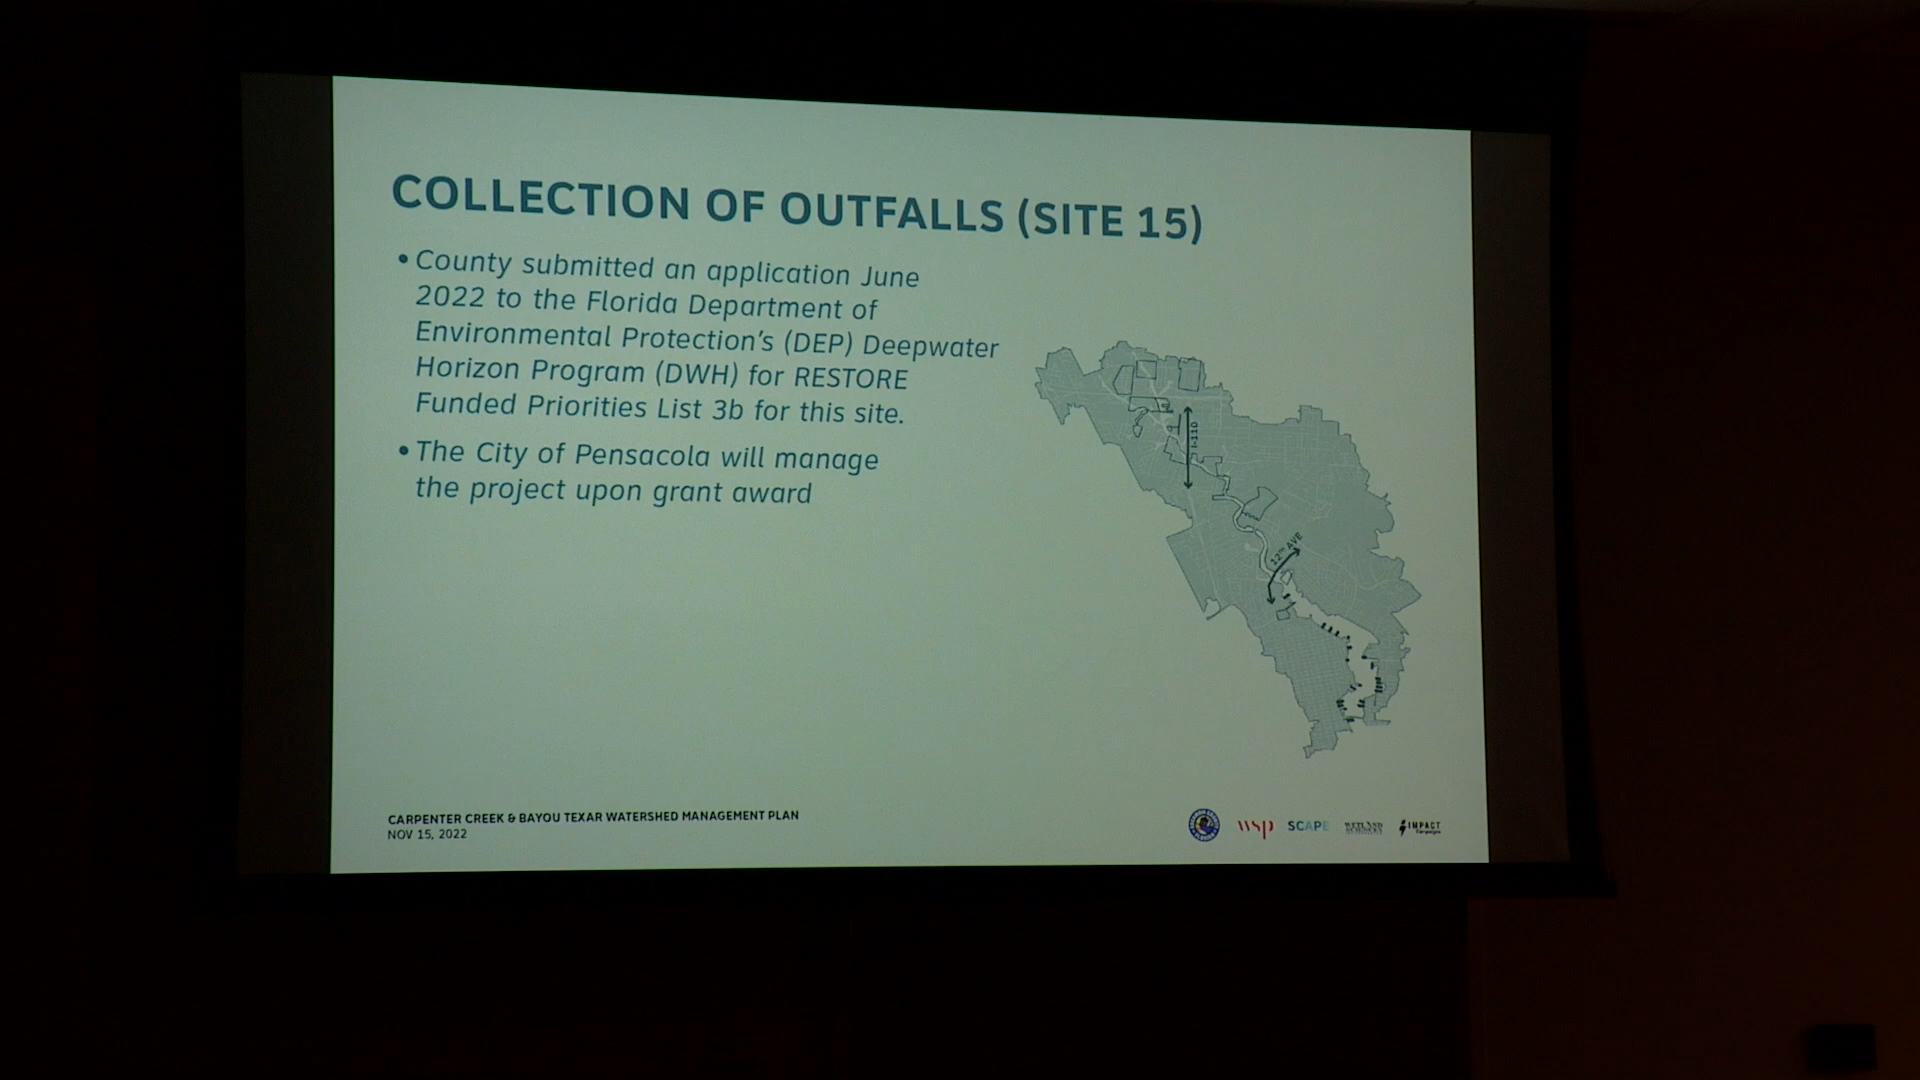 COLLECTION OF OUTFALLS (SITE 15)
• County submitted an application June
2022 to the Florida Department of
Environmental Protection's (DEP) Deepwater
Horizon Program (DWH) for RESTORE
Funded Priorities List 3b for this site.
• The City of Pensacola will manage
the project upon grant award
I-110
12TH AVE
CARPENTER CREEK & BAYOU TEXAR WATERSHED MANAGEMENT PLAN
NOV 15, 2022
wsp
SCAPE
WETLAND
SCIENCES
IMPACT
Campaigns